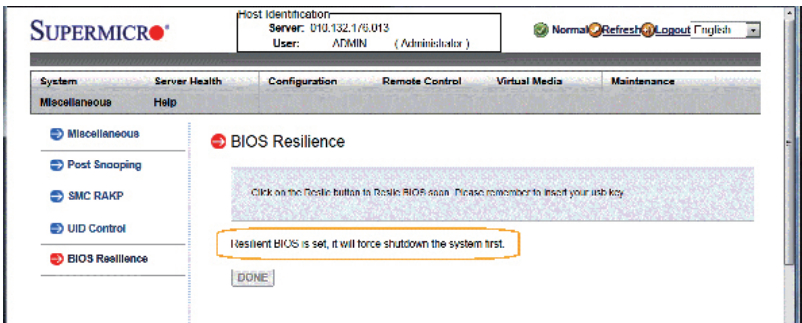 SUPERMICRO
Host Identification
Server: 010.132.176.013
User: ADMIN (Administrator)
Normal Refresh Logout English
System Server Health Configuration Remote Control Virtual Media Maintenance
Miscellaneous Help
Miscellaneous
Post Snooping
SMC RAKP
UID Control
BIOS Resilience
BIOS Resilience
Click on the Resile button to Resile BIOS soon. Please remember to insert your usb key.
Resilient BIOS is set, it will force shutdown the system first.
DONE